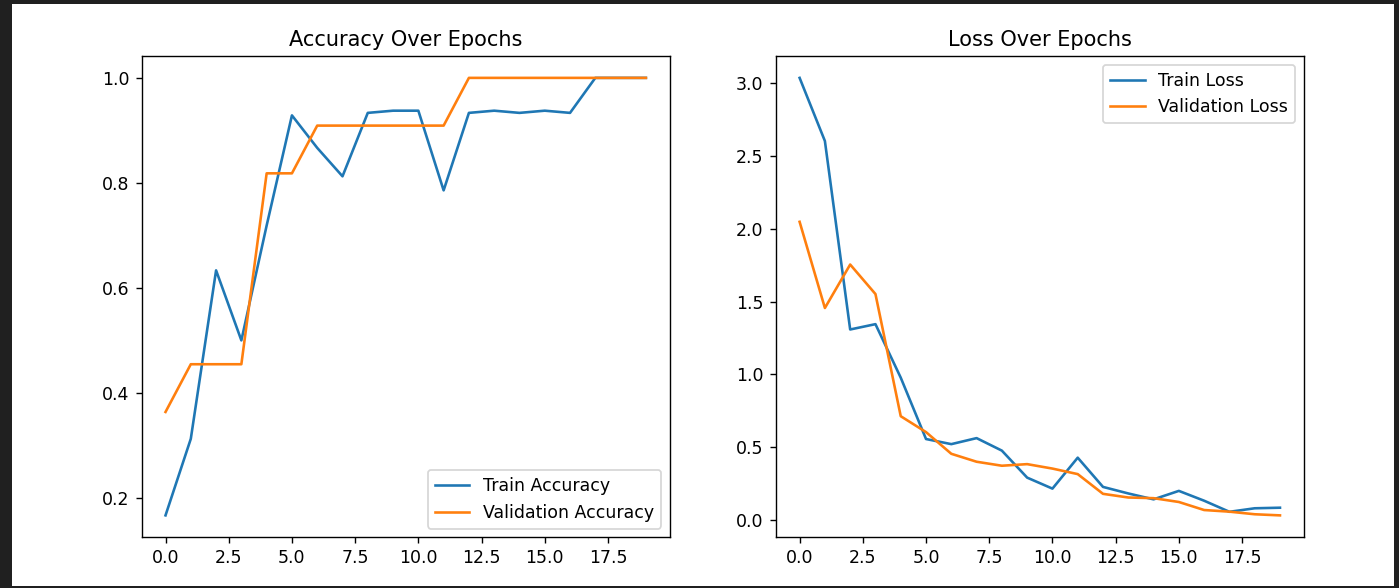 Accuracy Over Epochs
1.0
0.8
0.6
0.4
0.2
0.0 2.5 5.0 7.5 10.0 12.5 15.0 17.5
Train Accuracy
Validation Accuracy
Loss Over Epochs
3.0
2.5
2.0
1.5
1.0
0.5
0.0
0.0 2.5 5.0 7.5 10.0 12.5 15.0 17.5
Train Loss
Validation Loss